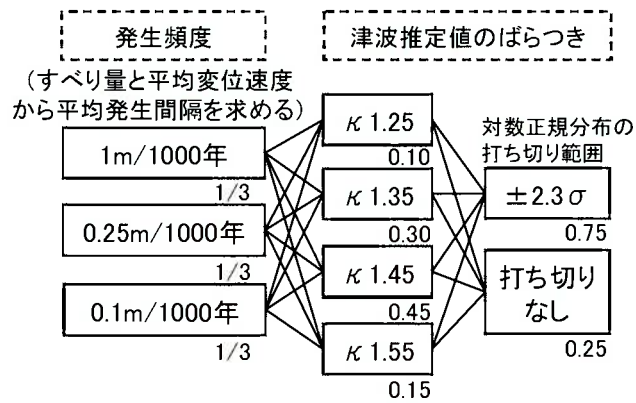 発生頻度
(すべり量と平均変位速度
から平均発生間隔を求める)
1m/1000年
1/3
0.25m/1000年
1/3
0.1m/1000年
1/3
津波推定値のばらつき
κ 1.25
0.10
κ 1.35
0.30
κ 1.45
0.45
κ 1.55
0.15
対数正規分布の
打ち切り範囲
±2.3σ
0.75
打ち切り
なし
0.25